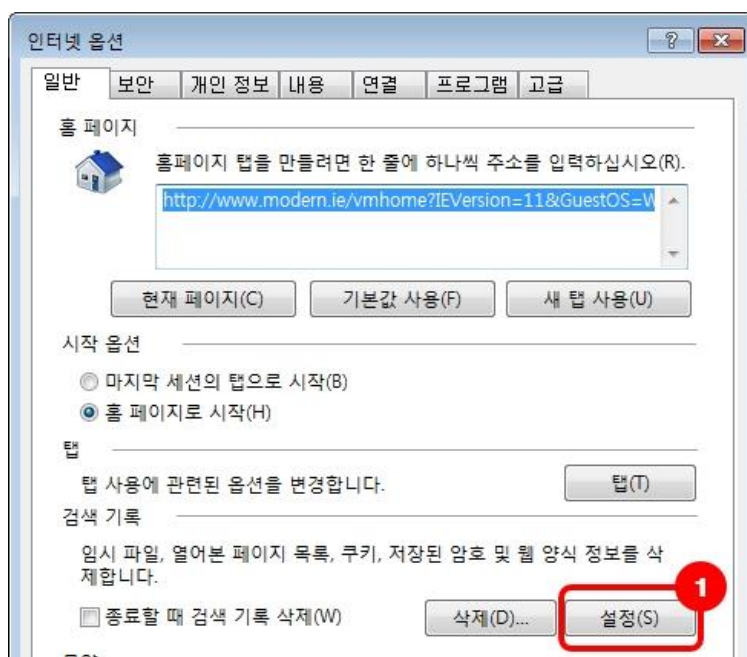 인터넷 옵션
일반 보안 개인 정보 내용 연결 프로그램 고급
홈 페이지
홈페이지 탭을 만들려면 한 줄에 하나씩 주소를 입력하십시오(R).
http://www.modern.ie/vmhome?IEVersion=11&GuestOS=W
현재 페이지(C) 기본값 사용(F) 새 탭 사용(U)
시작 옵션
마지막 세션의 탭으로 시작(B)
홈 페이지로 시작(H)
탭
탭 사용에 관련된 옵션을 변경합니다. 탭(T)
검색 기록
임시 파일, 열어본 페이지 목록, 쿠키, 저장된 암호 및 웹 양식 정보를 삭
제합니다.
1
종료할 때 검색 기록 삭제(W) 삭제(D)... 설정(S)